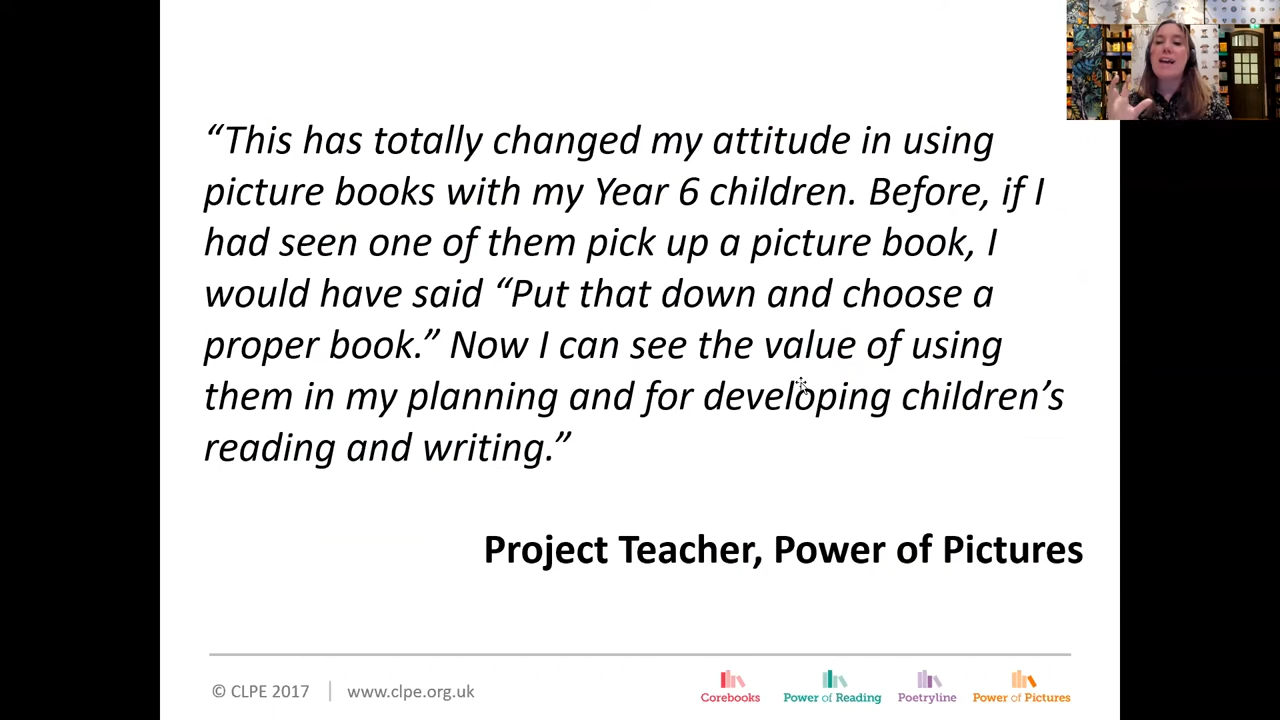 “This has totally changed my attitude in using
picture books with my Year 6 children. Before, if I
had seen one of them pick up a picture book, I
would have said “Put that down and choose a
proper book.” Now I can see the value of using
them in my planning and for developing children’s
reading and writing.”
Project Teacher, Power of Pictures
© CLPE 2017 | www.clpe.org.uk
Corebooks
Power of Reading
Poetryline
Power of Pictures